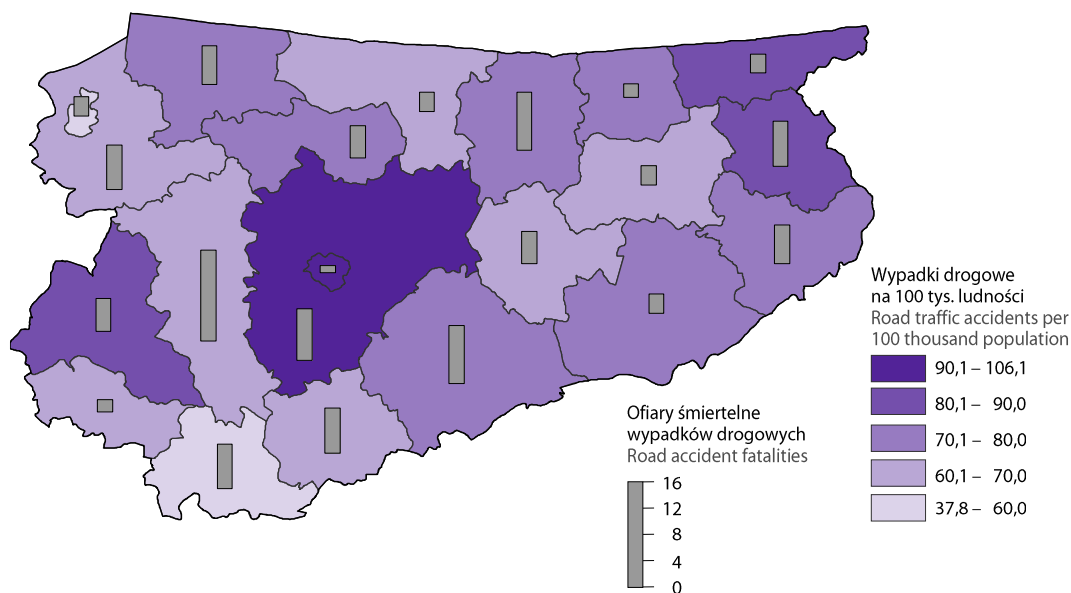 Wypadki drogowe
na 100 tys. ludności
Road traffic accidents per
100 thousand population
90,1 – 106,1
80,1 – 90,0
70,1 – 80,0
60,1 – 70,0
37,8 – 60,0
Ofiary śmiertelne
wypadków drogowych
Road accident fatalities
16
12
8
4
0